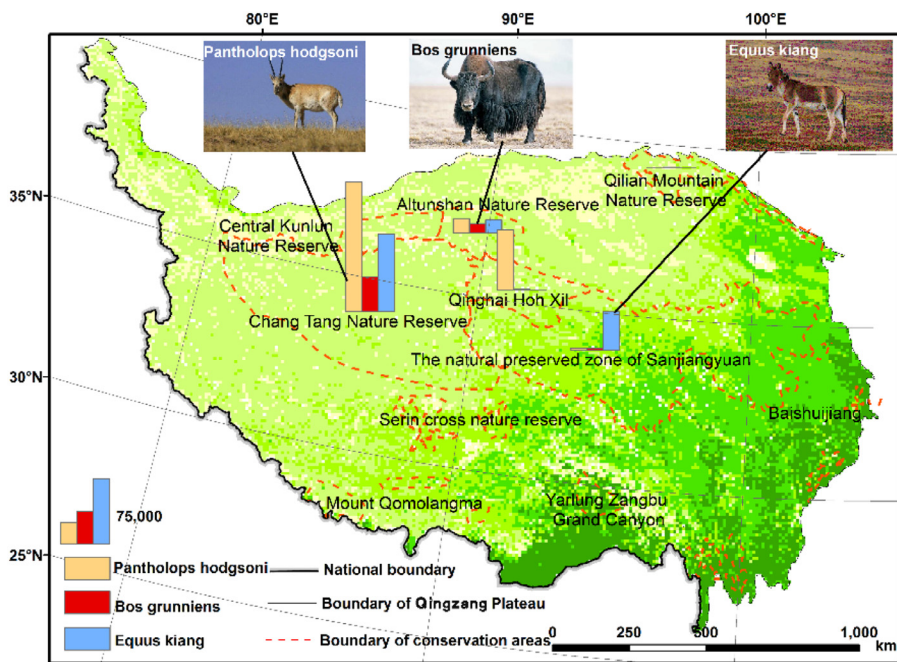 80°E
90°E
100°E
Pantholops hodgsoni
Bos grunniens
Equus kiang
35°N
30°N
25°N
Qilian Mountain
Nature Reserve
Altunshan Nature Reserve
Central Kunlun
Nature Reserve
Qinghai Hoh Xil
Chang Tang Nature Reserve
The natural preserved zone of Sanjiangyuan
Serin cross nature reserve
Baishuijiang
Mount Qomolangma
Yarlung Zangbu
Grand Canyon
75,000
Pantholops hodgsoni
Bos grunniens
Equus kiang
National boundary
Boundary of Qingzang Plateau
Boundary of conservation areas
0 250 500 1,000
km